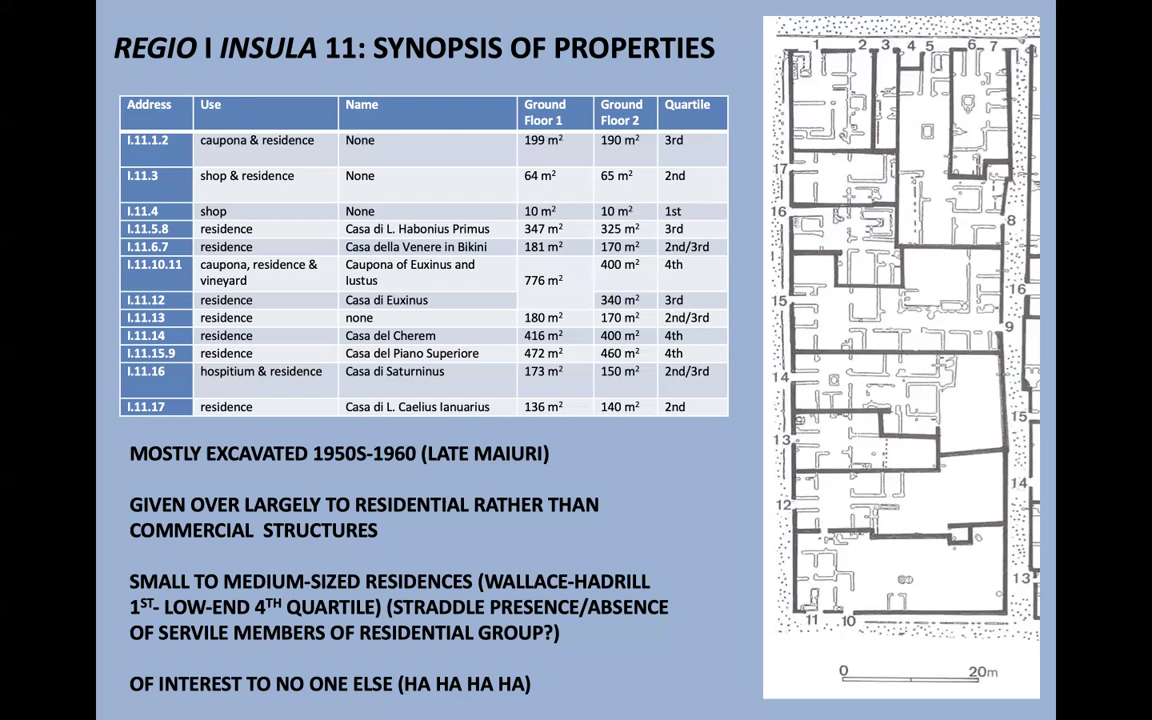 REGIO I INSULA 11: SYNOPSIS OF PROPERTIES
Address Use Name Ground Floor 1 Ground Floor 2 Quartile
I.11.1.2 caupona & residence None 199 m² 190 m² 3rd
I.11.3 shop & residence None 64 m² 65 m² 2nd
I.11.4 shop None 10 m² 10 m² 1st
I.11.5.8 residence Casa di L. Habonius Primus 347 m² 325 m² 3rd
I.11.6.7 residence Casa della Venere in Bikini 181 m² 170 m² 2nd/3rd
I.11.10.11 caupona, residence & vineyard Caupona of Euxinus and Iustus 776 m² 400 m² 4th
I.11.12 residence Casa di Euxinus 340 m² 3rd
I.11.13 residence none 180 m² 170 m² 2nd/3rd
I.11.14 residence Casa del Cherem 416 m² 400 m² 4th
I.11.15.9 residence Casa del Piano Superiore 472 m² 460 m² 4th
I.11.16 hospitium & residence Casa di Saturninus 173 m² 150 m² 2nd/3rd
I.11.17 residence Casa di L. Caelius Ianuarius 136 m² 140 m² 2nd
MOSTLY EXCAVATED 1950S-1960 (LATE MAIURI)
GIVEN OVER LARGELY TO RESIDENTIAL RATHER THAN
COMMERCIAL STRUCTURES
SMALL TO MEDIUM-SIZED RESIDENCES (WALLACE-HADRILL
1ST- LOW-END 4TH QUARTILE) (STRADDLE PRESENCE/ABSENCE
OF SERVILE MEMBERS OF RESIDENTIAL GROUP?)
OF INTEREST TO NO ONE ELSE (HA HA HA HA)
1 2 3 4 5 6 7
17
16
8
16
15
9
14
15
13
14
12
13
11 10
0 20m